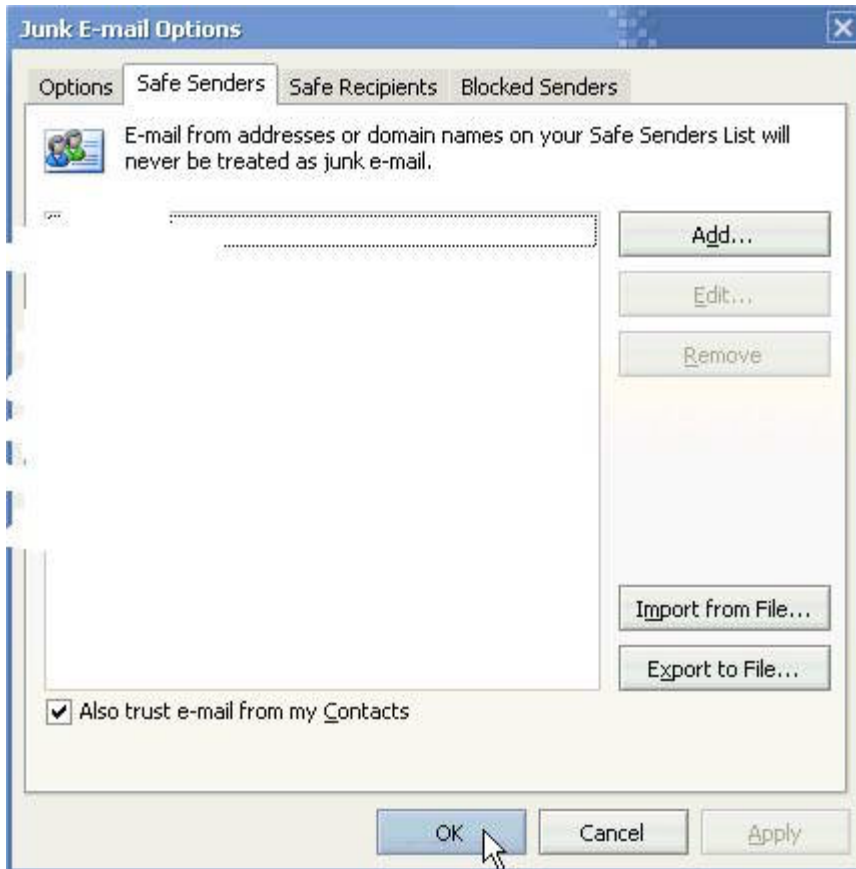 Junk E-mail Options
Options Safe Senders Safe Recipients Blocked Senders
E-mail from addresses or domain names on your Safe Senders List will
never be treated as junk e-mail.
Add...
Edit...
Remove
Import from File...
Export to File...
Also trust e-mail from my Contacts
OK Cancel Apply